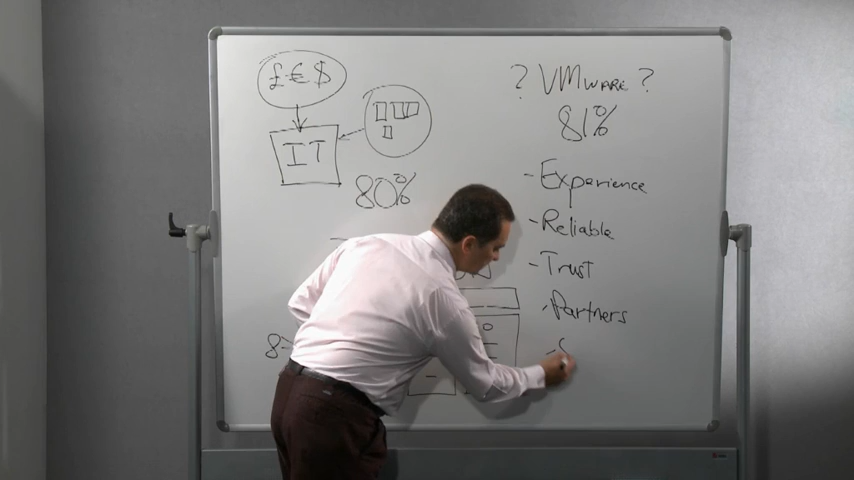 £ € $
IT
80%
? VMWARE ?
81%
- Experience
- Reliable
- Trust
- Partners